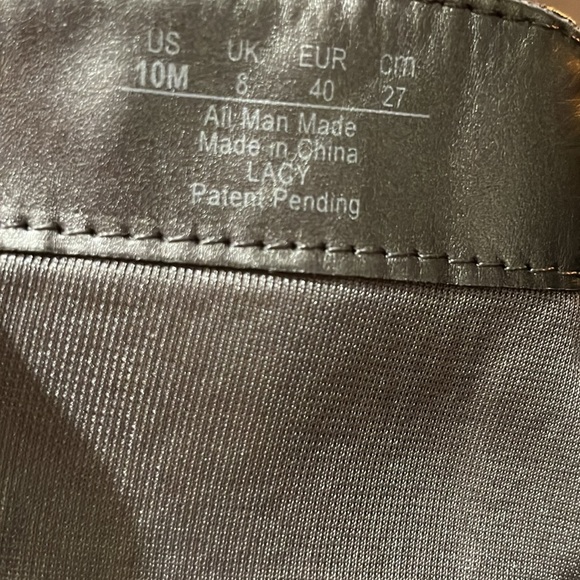 US UK EUR cm
10M 8 40 27
All Man Made
Made in China
LACY
Patent Pending